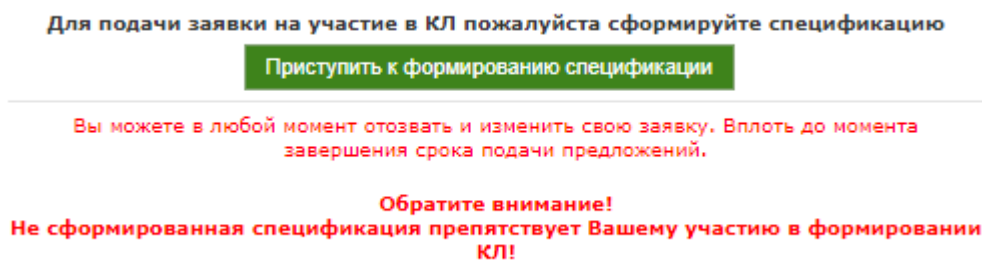 Для подачи заявки на участие в КЛ пожалуйста сформируйте спецификацию
Приступить к формированию спецификации
Вы можете в любой момент отозвать и изменить свою заявку. Вплоть до момента
завершения срока подачи предложений.
Обратите внимание!
Не сформированная спецификация препятствует Вашему участию в формировании
КЛ!